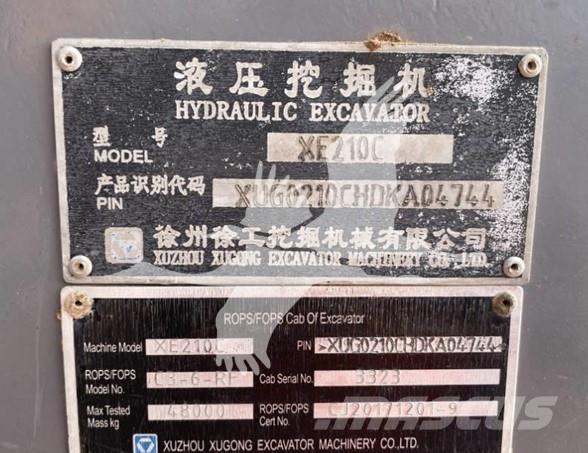 液压挖掘机
HYDRAULIC EXCAVATOR
型号 XE210C
MODEL
产品识别代码 XUG0210CHDKA04744
PIN
徐州徐工挖掘机械有限公司
XUZHOU XUGONG EXCAVATOR MACHINERY CO.,LTD.
ROPS/FOPS Cab Of Excavator
Machine Model XE210C PIN XUG0210CHDKA04744
ROPS/FOPS Model No. C3-6-RF Cab Serial No. 3323
Max Tested Mass kg 48000 ROPS/FOPS Cert No. CJ20171201-9
XUZHOU XUGONG EXCAVATOR MACHINERY CO.,LTD.
MASCUS